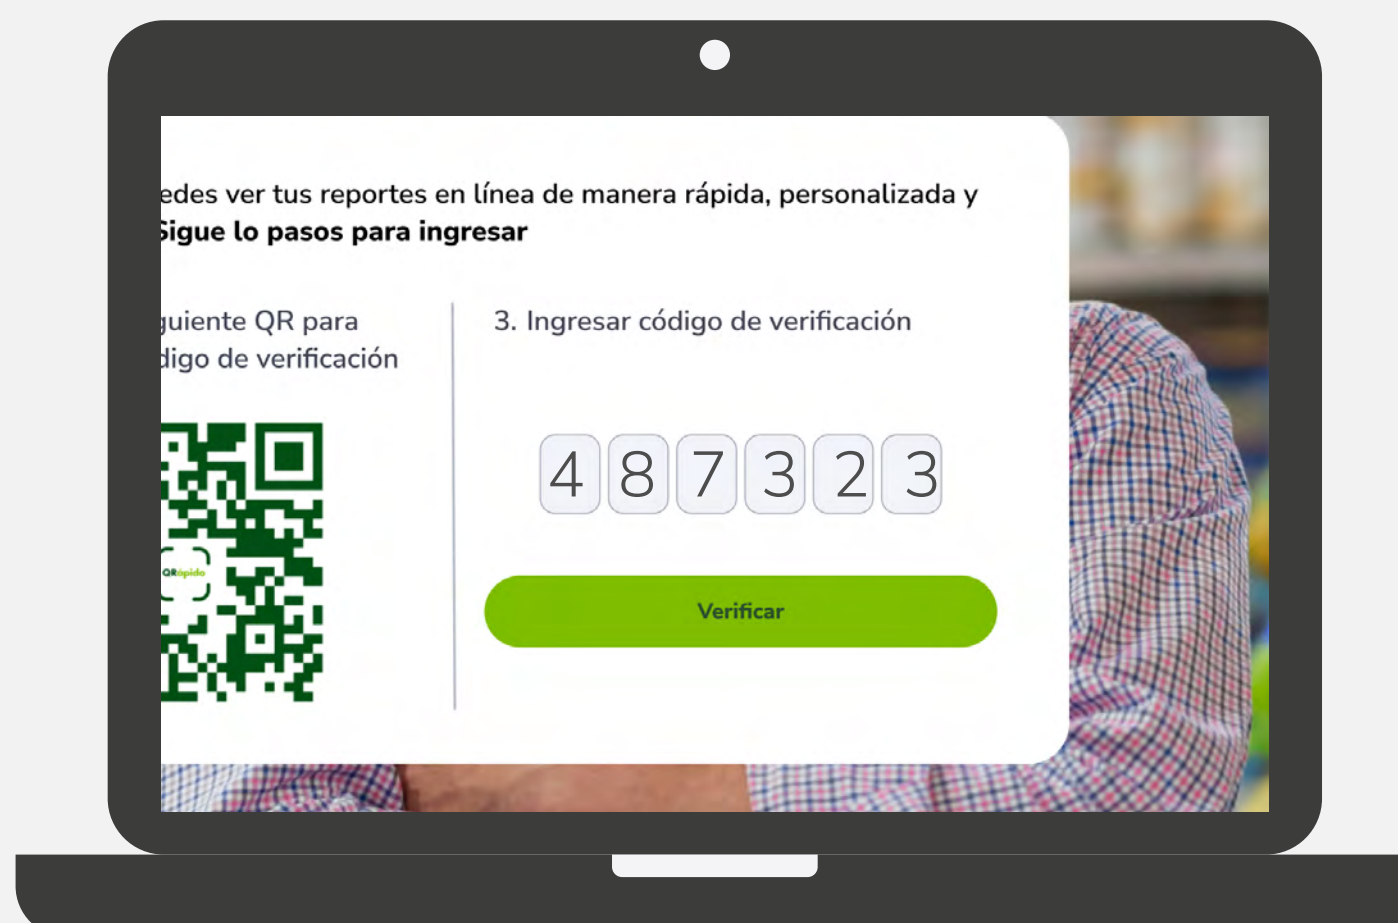 edes ver tus reportes en línea de manera rápida, personalizada y
Sigue lo pasos para ingresar
guiente QR para
digo de verificación
3. Ingresar código de verificación
4 8 7 3 2 3
QRápido
Verificar